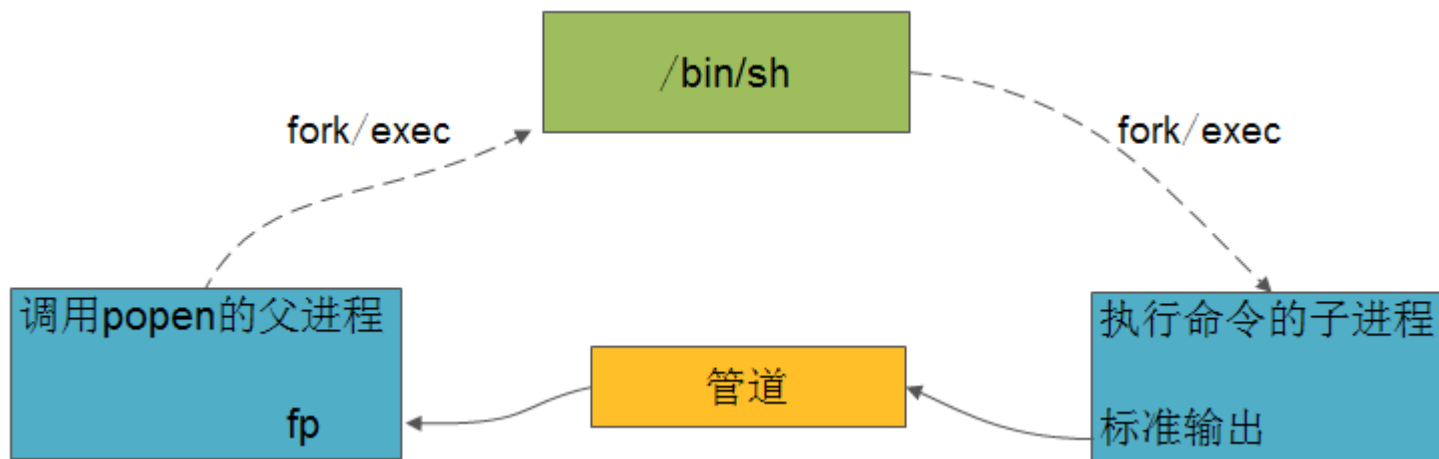 /bin/sh
fork/exec
fork/exec
调用popen的父进程
执行命令的子进程
管道
fp
标准输出